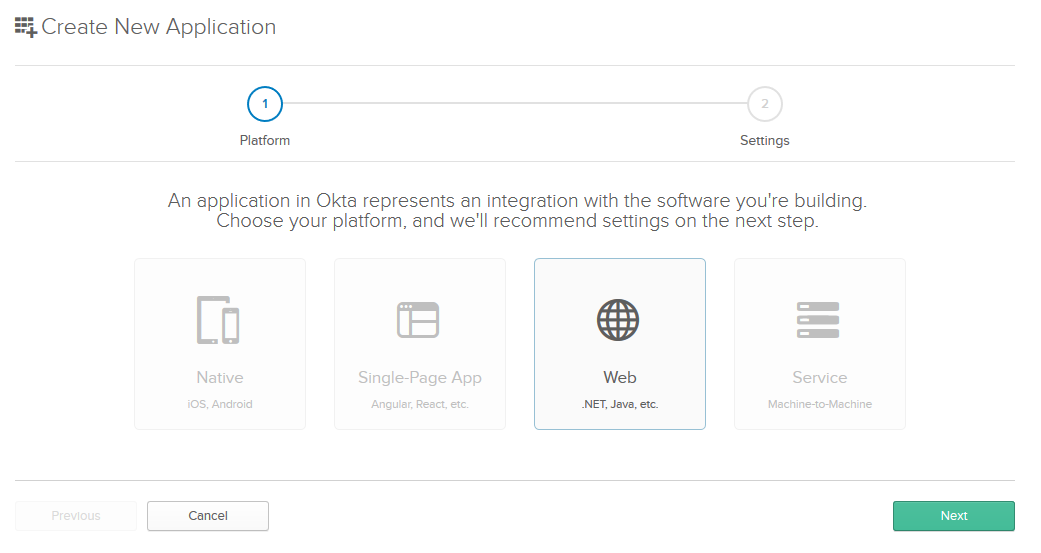 Create New Application
1
2
Platform
Settings
An application in Okta represents an integration with the software you're building.
Choose your platform, and we'll recommend settings on the next step.
Native
iOS, Android
Single-Page App
Angular, React, etc.
Web
.NET, Java, etc.
Service
Machine-to-Machine
Previous
Cancel
Next